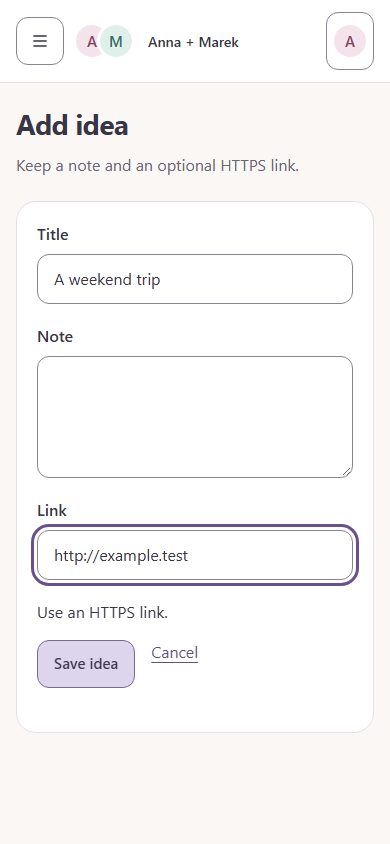 A M Anna + Marek A
Add idea
Keep a note and an optional HTTPS link.
Title
A weekend trip
Note
Link
http://example.test
Use an HTTPS link.
Save idea Cancel